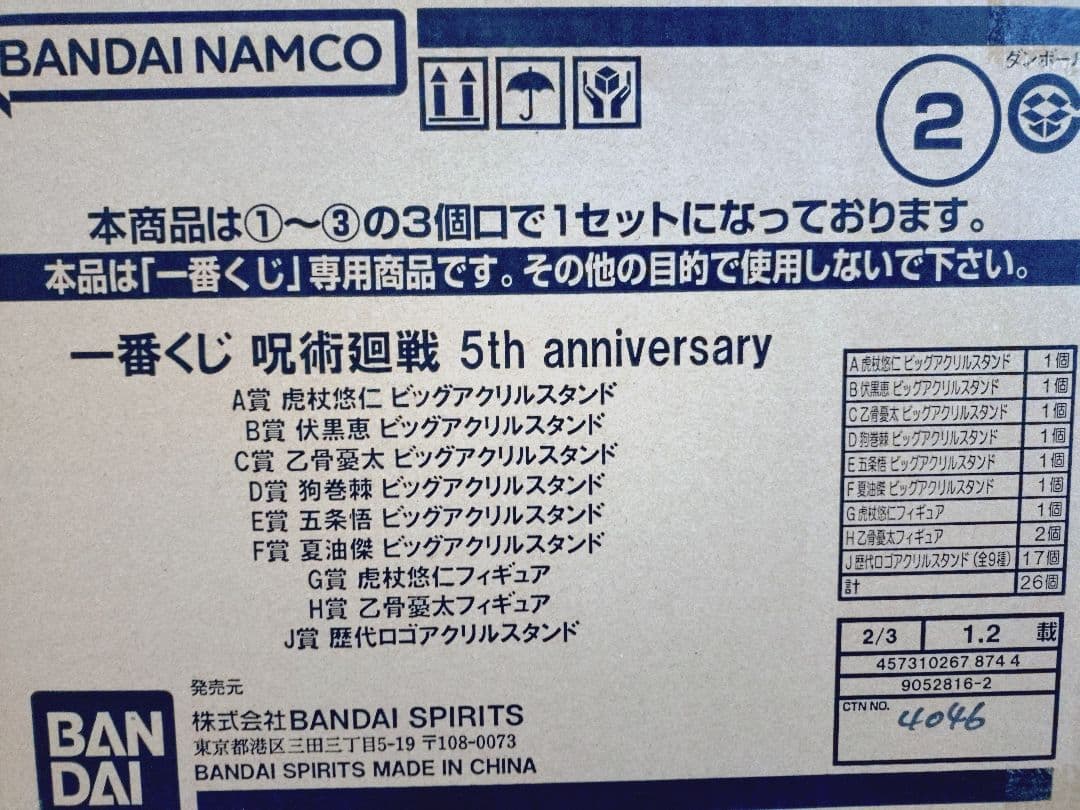 BANDAI NAMCO
2
ダンボール
本商品は①～③の3個口で1セットになっております。
本品は「一番くじ」専用商品です。その他の目的で使用しないで下さい。
一番くじ 呪術廻戦 5th anniversary
A賞 虎杖悠仁 ビッグアクリルスタンド
B賞 伏黒恵 ビッグアクリルスタンド
C賞 乙骨憂太 ビッグアクリルスタンド
D賞 狗巻棘 ビッグアクリルスタンド
E賞 五条悟 ビッグアクリルスタンド
F賞 夏油傑 ビッグアクリルスタンド
G賞 虎杖悠仁フィギュア
H賞 乙骨憂太フィギュア
J賞 歴代ロゴアクリルスタンド
A 虎杖悠仁 ビッグアクリルスタンド 1個
B 伏黒恵 ビッグアクリルスタンド 1個
C 乙骨憂太 ビッグアクリルスタンド 1個
D 狗巻棘 ビッグアクリルスタンド 1個
E 五条悟 ビッグアクリルスタンド 1個
F 夏油傑 ビッグアクリルスタンド 1個
G 虎杖悠仁フィギュア 1個
H 乙骨憂太フィギュア 2個
J 歴代ロゴアクリルスタンド (全9種) 17個
計 26個
2/3 1.2 載
457310267 874 4
9052816-2
CTN NO.
4046
発売元
株式会社BANDAI SPIRITS
東京都港区三田三丁目5-19 〒108-0073
BANDAI SPIRITS MADE IN CHINA
BAN
DAI